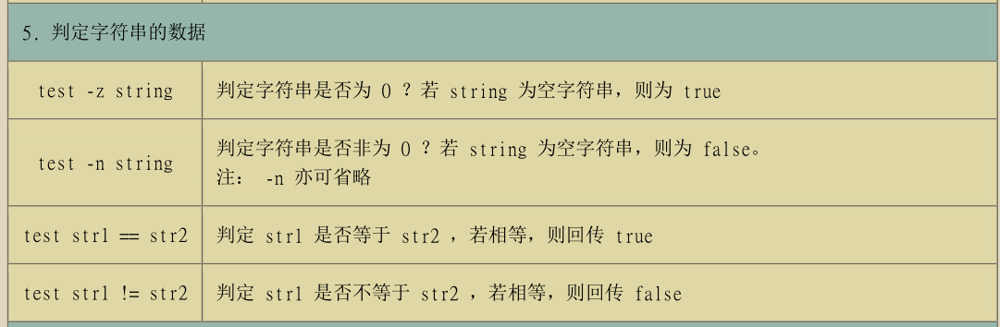 5. 判定字符串的数据
test -z string
判定字符串是否为 0 ？若 string 为空字符串，则为 true
test -n string
判定字符串是否非为 0 ？若 string 为空字符串，则为 false。
注： -n 亦可省略
test str1 == str2
判定 str1 是否等于 str2 ，若相等，则回传 true
test str1 != str2
判定 str1 是否不等于 str2 ，若相等，则回传 false